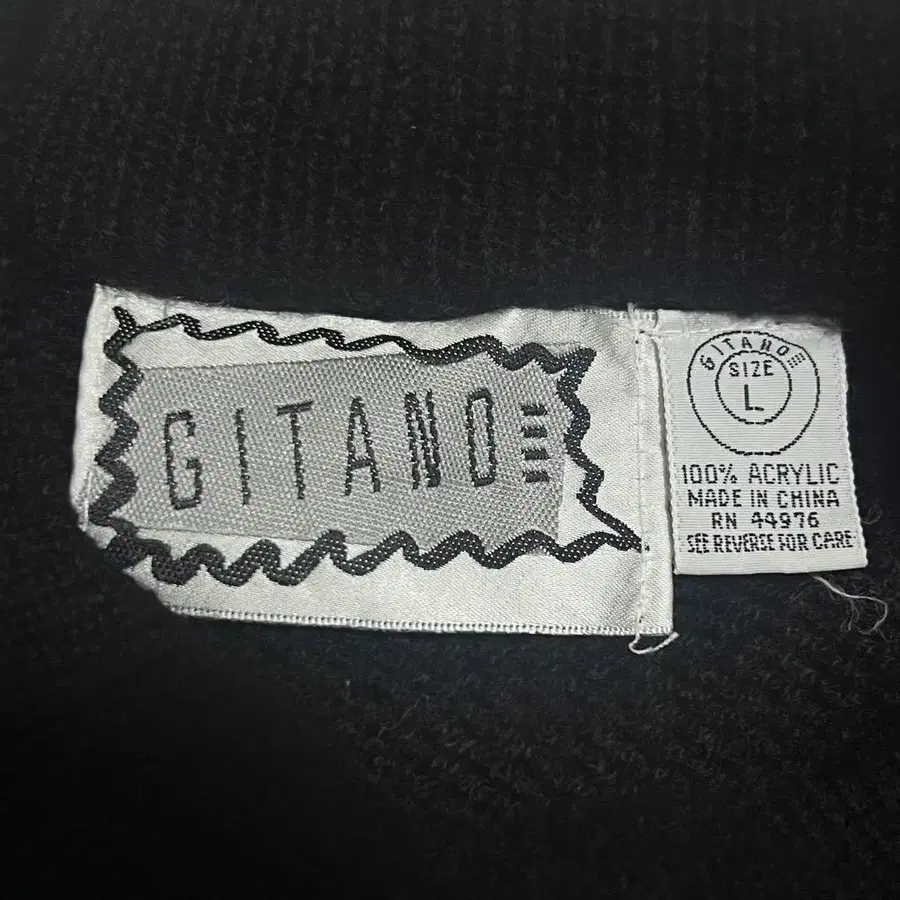 GITANO
GITANO
SIZE
L
100% ACRYLIC
MADE IN CHINA
RN 44976
SEE REVERSE FOR CARE